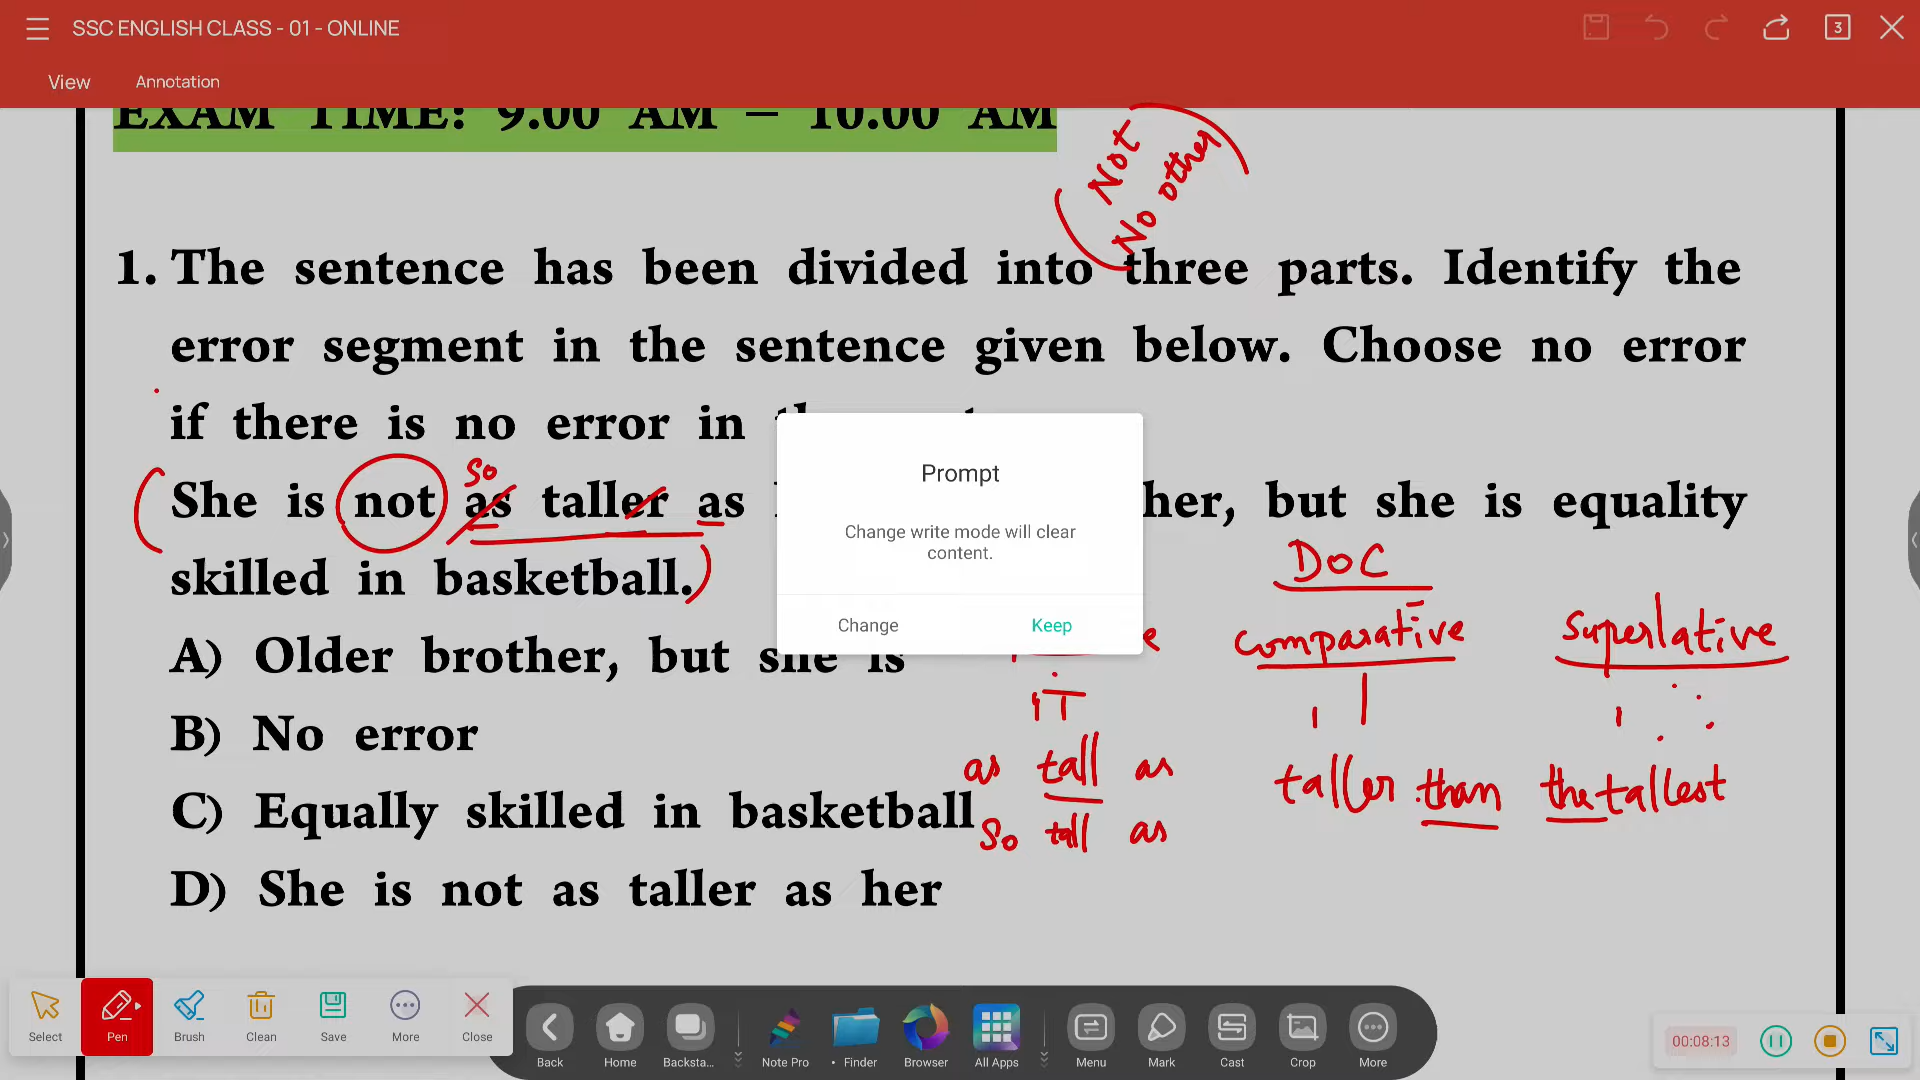 SSC ENGLISH CLASS - 01 - ONLINE
3
View Annotation
EXAM TIME: 9.00 AM – 10.00 AM
Not
No other
1. The sentence has been divided into three parts. Identify the
error segment in the sentence given below. Choose no error
if there is no error in
so
She is not as taller as her, but she is equality
skilled in basketball.
Prompt
Change write mode will clear
content.
Change Keep
DOC
Comparative Superlative
A) Older brother, but she is
B) No error
C) Equally skilled in basketball
D) She is not as taller as her
as tall as
so tall as
taller than the tallest
Select Pen Brush Clean Save More Close
Back Home Backsta... Note Pro • Finder Browser All Apps Menu Mark Cast Crop More
00:08:13